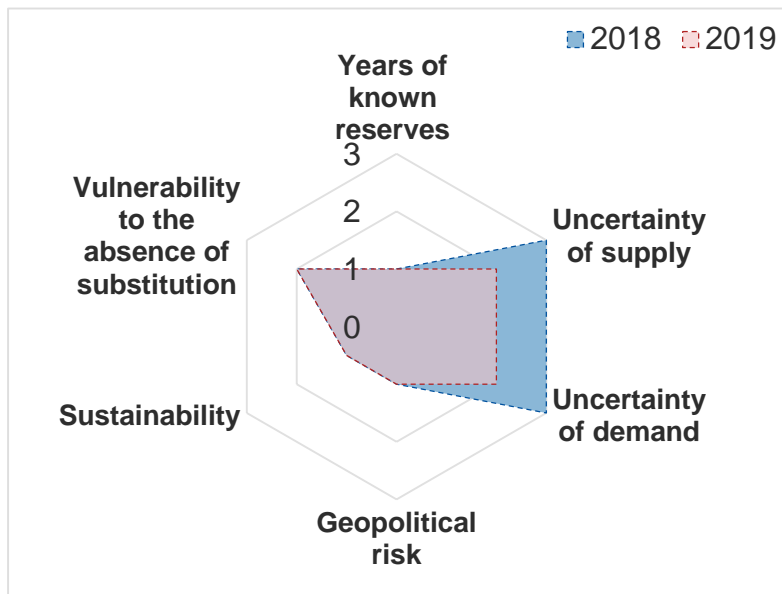 2018 2019
Years of
known
reserves
3
2
1
0
Uncertainty
of supply
Uncertainty
of demand
Geopolitical
risk
Sustainability
Vulnerability
to the
absence of
substitution